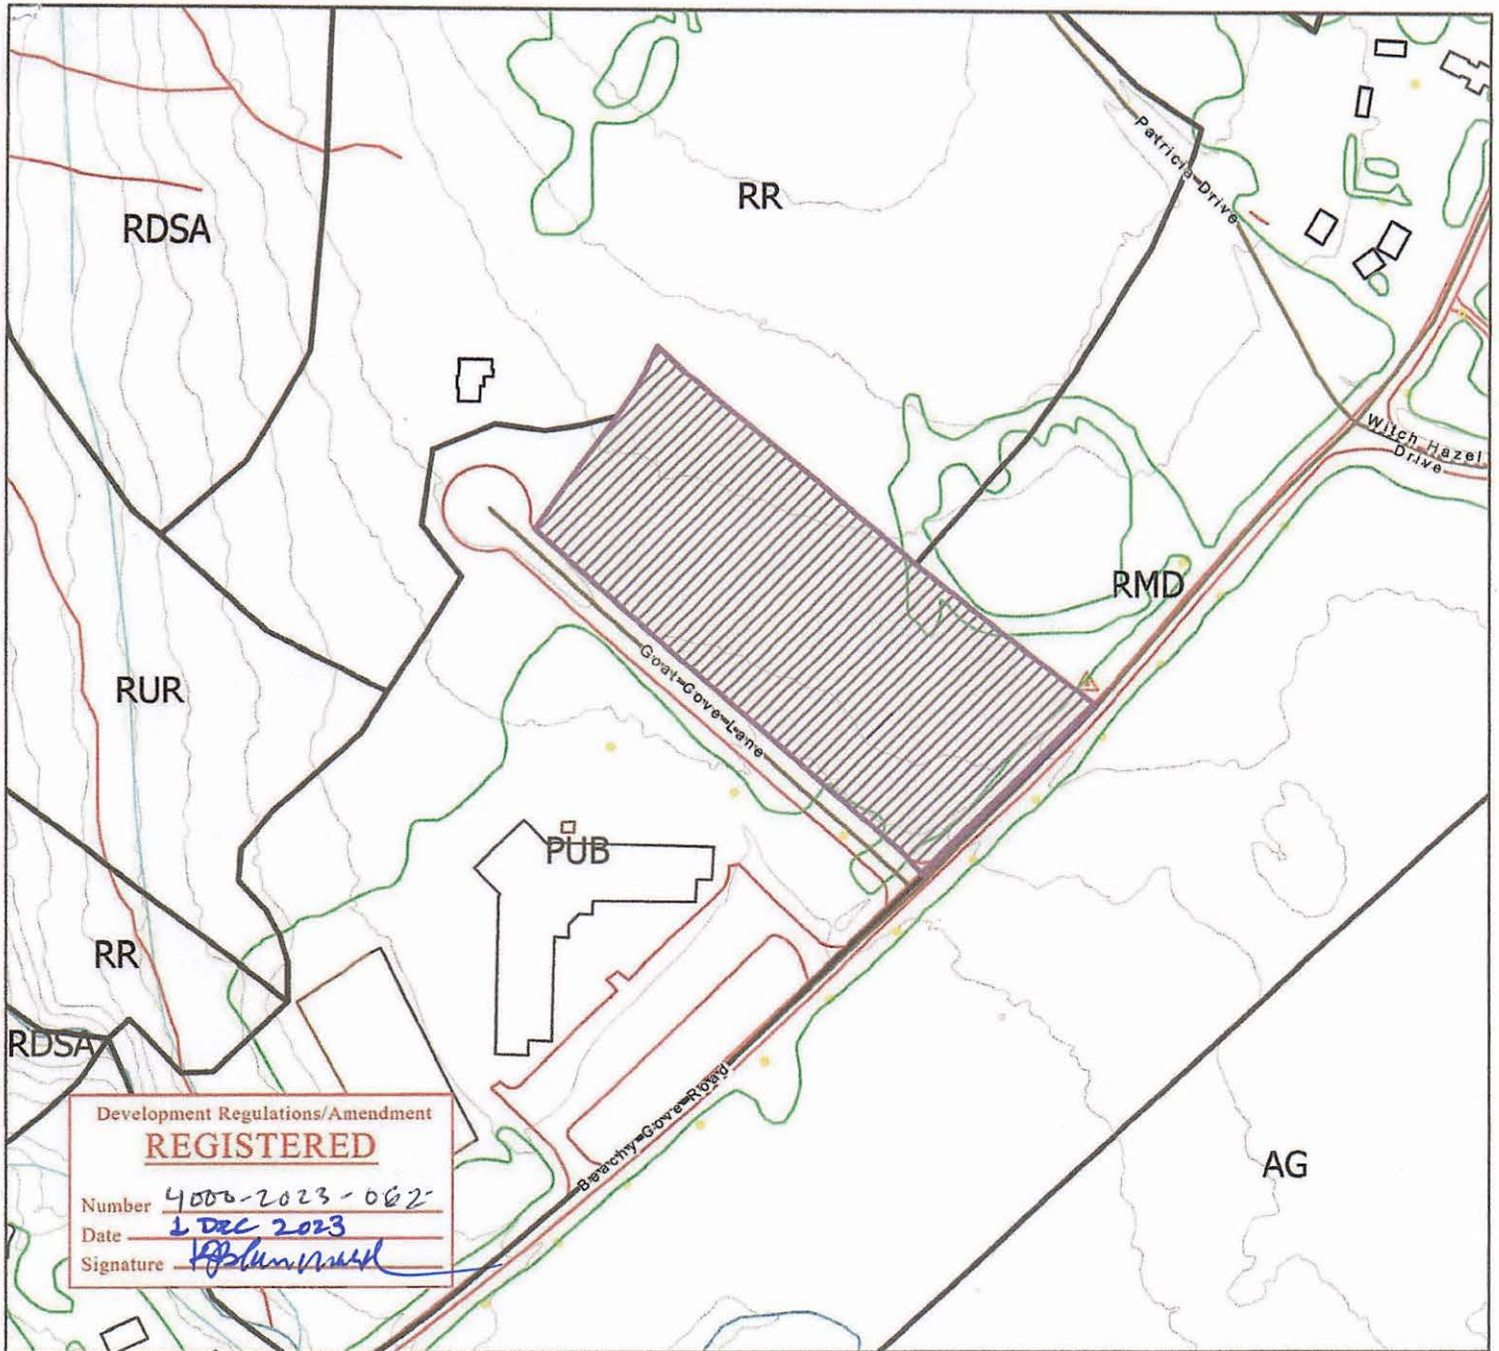 RR
Patricia Drive
RDSA
Witch Hazel
Drive
RMD
Goat Cove Lane
RUR
PUB
RR
RDSA
Beachy Cove Road
AG
Development Regulations/Amendment
REGISTERED
Number 4000-2023-062
Date 1 DEC 2023
Signature